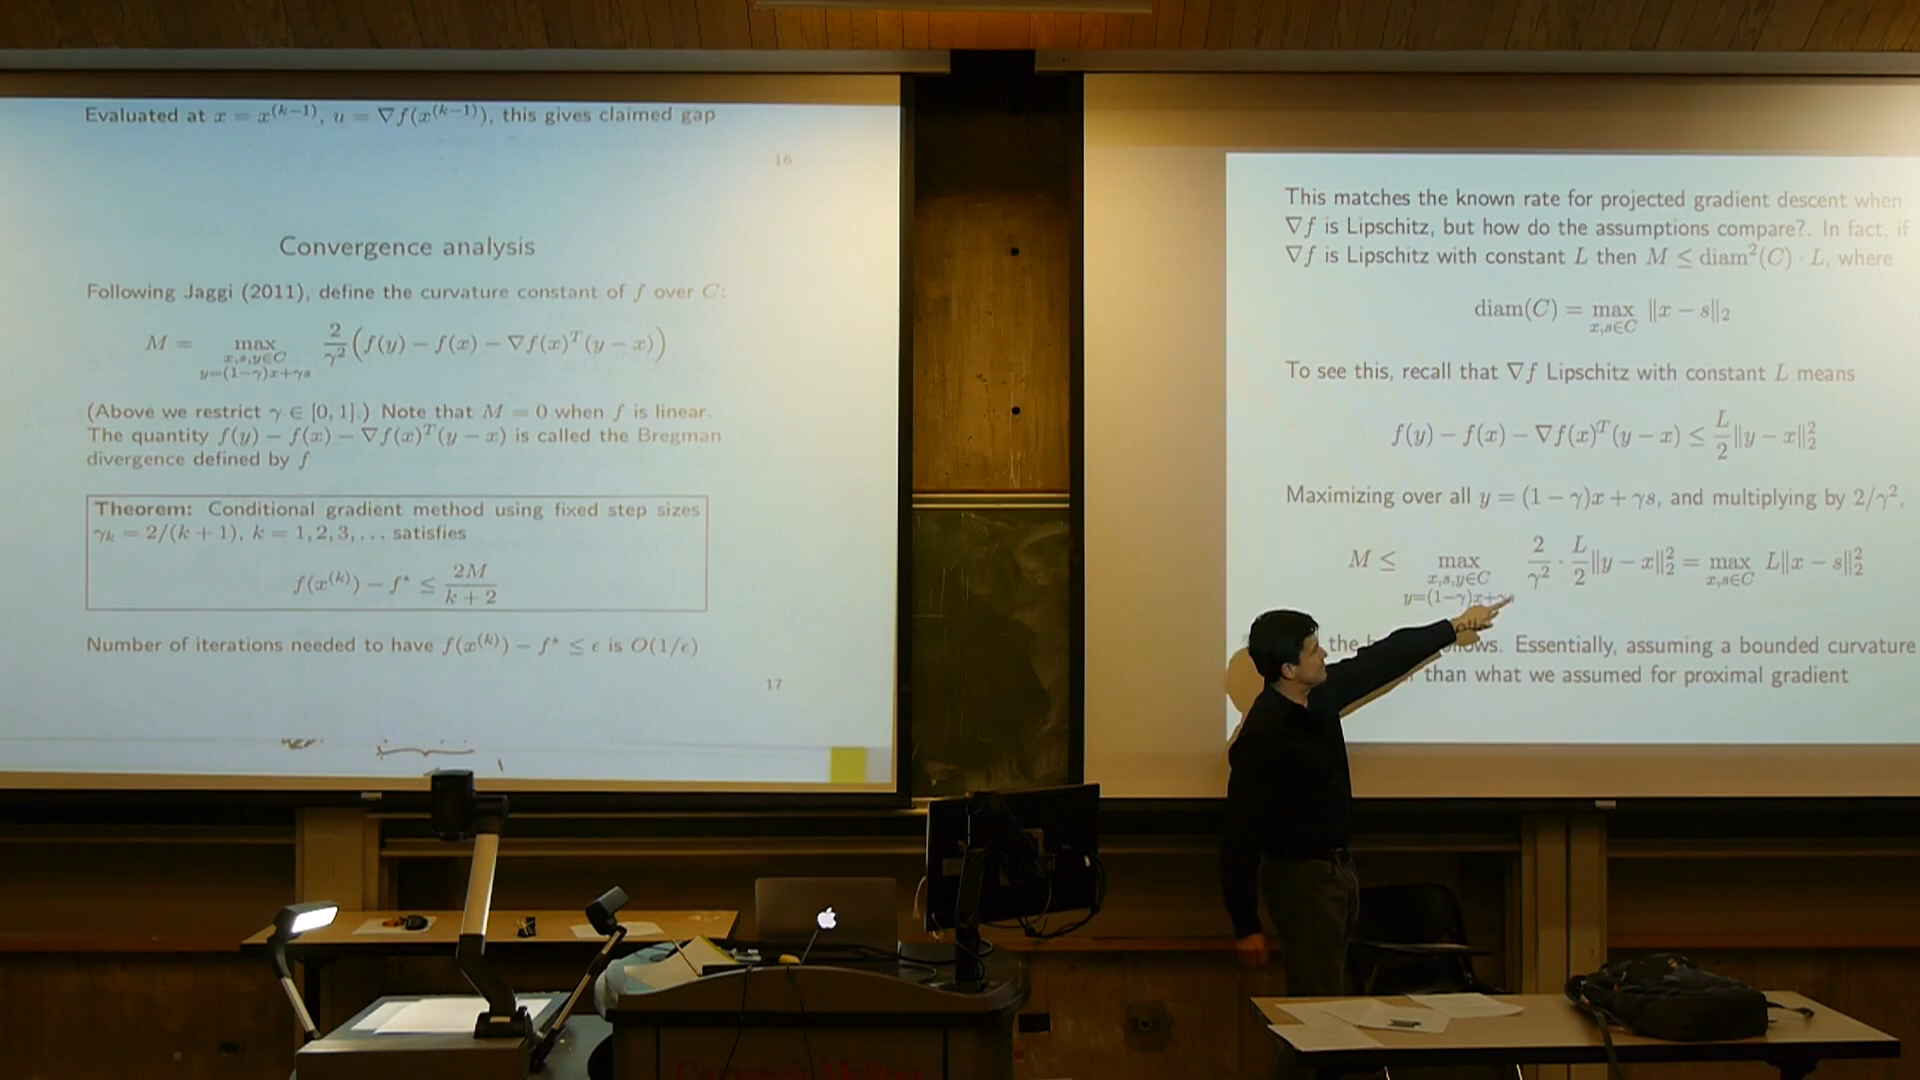 Evaluated at x = x^{(k−1)}, u = ∇f(x^{(k−1)}), this gives claimed gap
16
Convergence analysis
Following Jaggi (2011), define the curvature constant of f over C:
M = max_{x,s,y∈C y=(1−γ)x+γs} 2/γ² (f(y) − f(x) − ∇f(x)^T (y − x))
(Above we restrict γ ∈ [0, 1].) Note that M = 0 when f is linear.
The quantity f(y) − f(x) − ∇f(x)^T (y − x) is called the Bregman
divergence defined by f
Theorem: Conditional gradient method using fixed step sizes
γ_k = 2/(k + 1), k = 1, 2, 3, . . . satisfies
f(x^{(k)}) − f* ≤ 2M/(k + 2)
Number of iterations needed to have f(x^{(k)}) − f* ≤ ϵ is O(1/ϵ)
17
This matches the known rate for projected gradient descent when
∇f is Lipschitz, but how do the assumptions compare?. In fact, if
∇f is Lipschitz with constant L then M ≤ diam²(C) · L, where
diam(C) = max_{x,s∈C} ‖x − s‖₂
To see this, recall that ∇f Lipschitz with constant L means
f(y) − f(x) − ∇f(x)^T (y − x) ≤ L/2 ‖y − x‖₂²
Maximizing over all y = (1 − γ)x + γs, and multiplying by 2/γ²,
M ≤ max_{x,s,y∈C y=(1−γ)x+γs} 2/γ² · L/2 ‖y − x‖₂² = max_{x,s∈C} L‖x − s‖₂²
the Essentially, assuming a bounded curvature
than what we assumed for proximal gradient